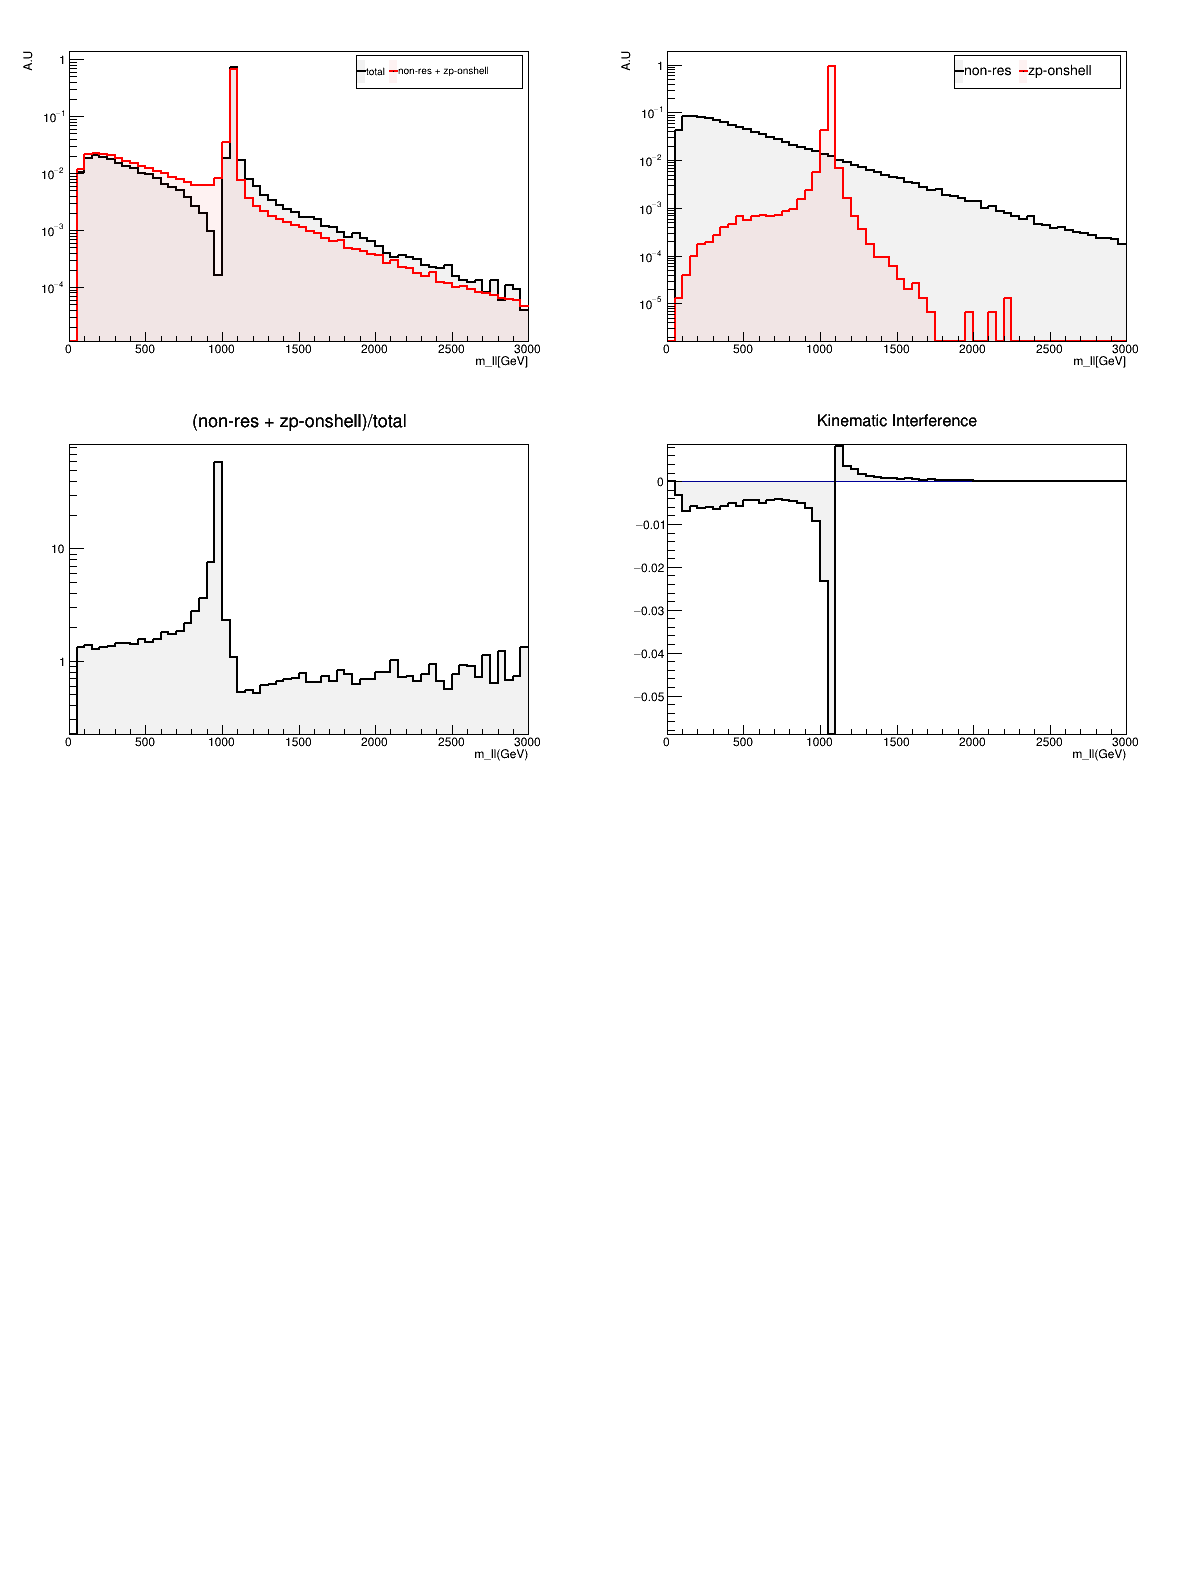 A.U
total non-res + zp-onshell
1
10⁻¹
10⁻²
10⁻³
10⁻⁴
0 500 1000 1500 2000 2500 3000
m_ll[GeV]
A.U
non-res zp-onshell
1
10⁻¹
10⁻²
10⁻³
10⁻⁴
10⁻⁵
0 500 1000 1500 2000 2500 3000
m_ll[GeV]
(non-res + zp-onshell)/total
10
1
0 500 1000 1500 2000 2500 3000
m_ll(GeV)
Kinematic Interference
0
−0.01
−0.02
−0.03
−0.04
−0.05
0 500 1000 1500 2000 2500 3000
m_ll(GeV)